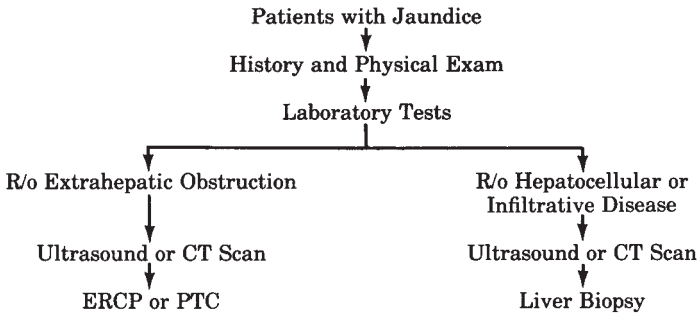 Patients with Jaundice
History and Physical Exam
Laboratory Tests
R/o Extrahepatic Obstruction
Ultrasound or CT Scan
ERCP or PTC
R/o Hepatocellular or
Infiltrative Disease
Ultrasound or CT Scan
Liver Biopsy